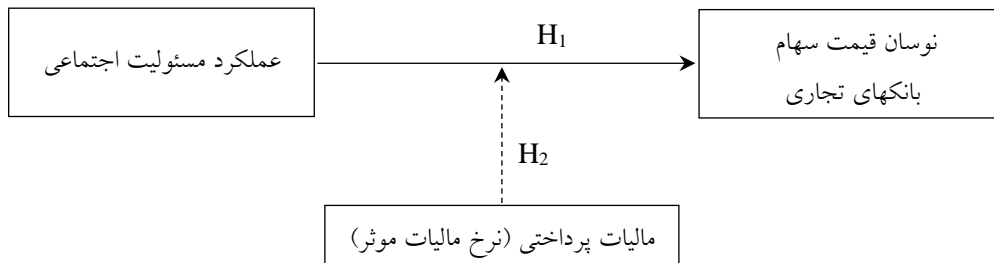 H₁
نوسان قیمت سهام
بانکهای تجاری
عملکرد مسئولیت اجتماعی
H₂
مالیات پرداختی (نرخ مالیات موثر)